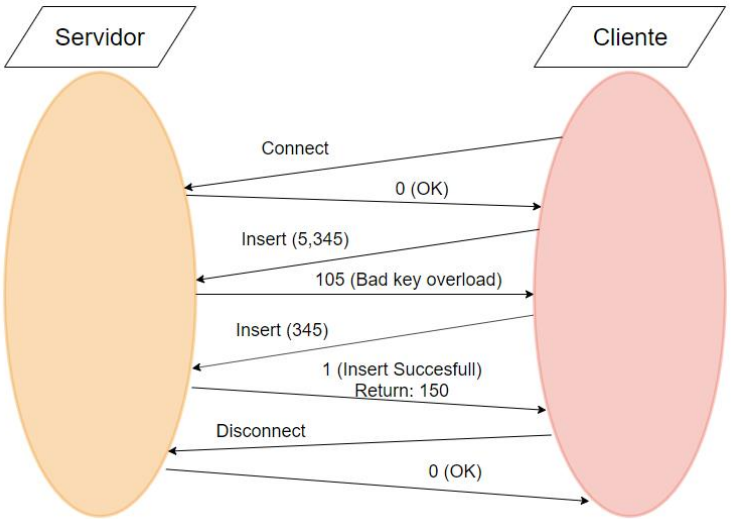 Servidor
Cliente
Connect
0 (OK)
Insert (5,345)
105 (Bad key overload)
Insert (345)
1 (Insert Succesfull)
Return: 150
Disconnect
0 (OK)